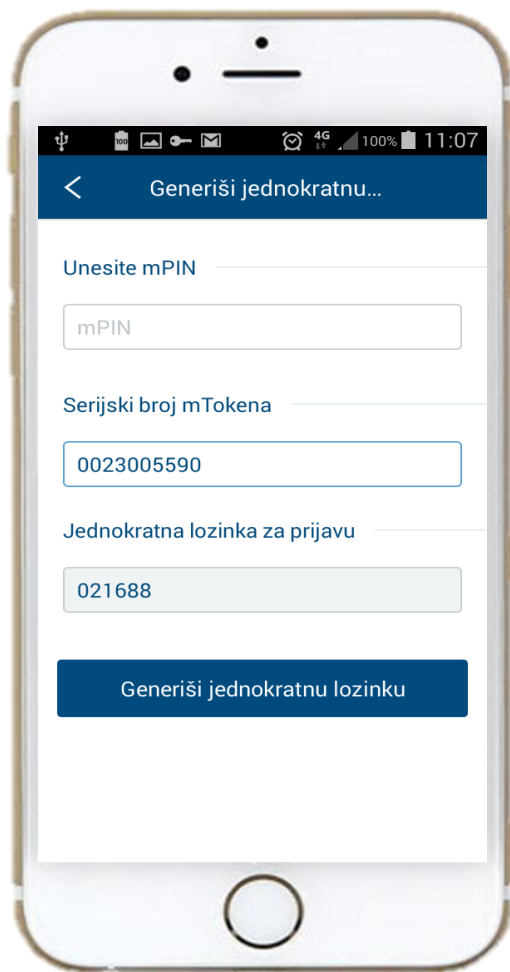 100 4G 100% 11:07
Generiši jednokratnu...
Unesite mPIN
mPIN
Serijski broj mTokena
0023005590
Jednokratna lozinka za prijavu
021688
Generiši jednokratnu lozinku